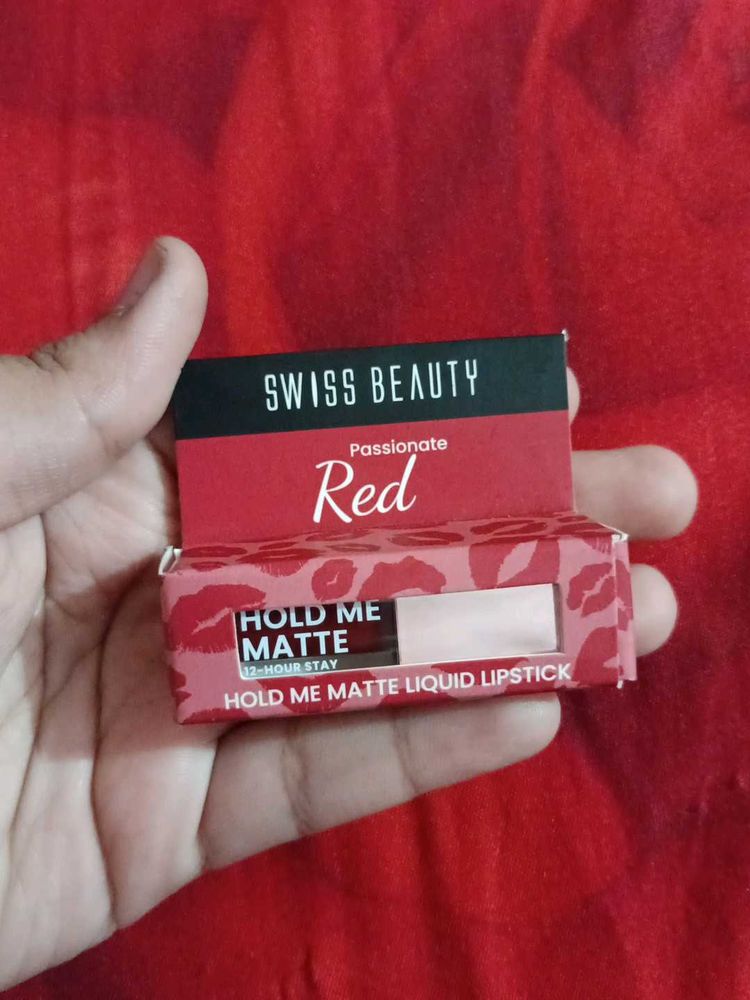 SWISS BEAUTY
Passionate
Red
HOLD ME
MATTE
12-HOUR STAY
HOLD ME MATTE LIQUID LIPSTICK